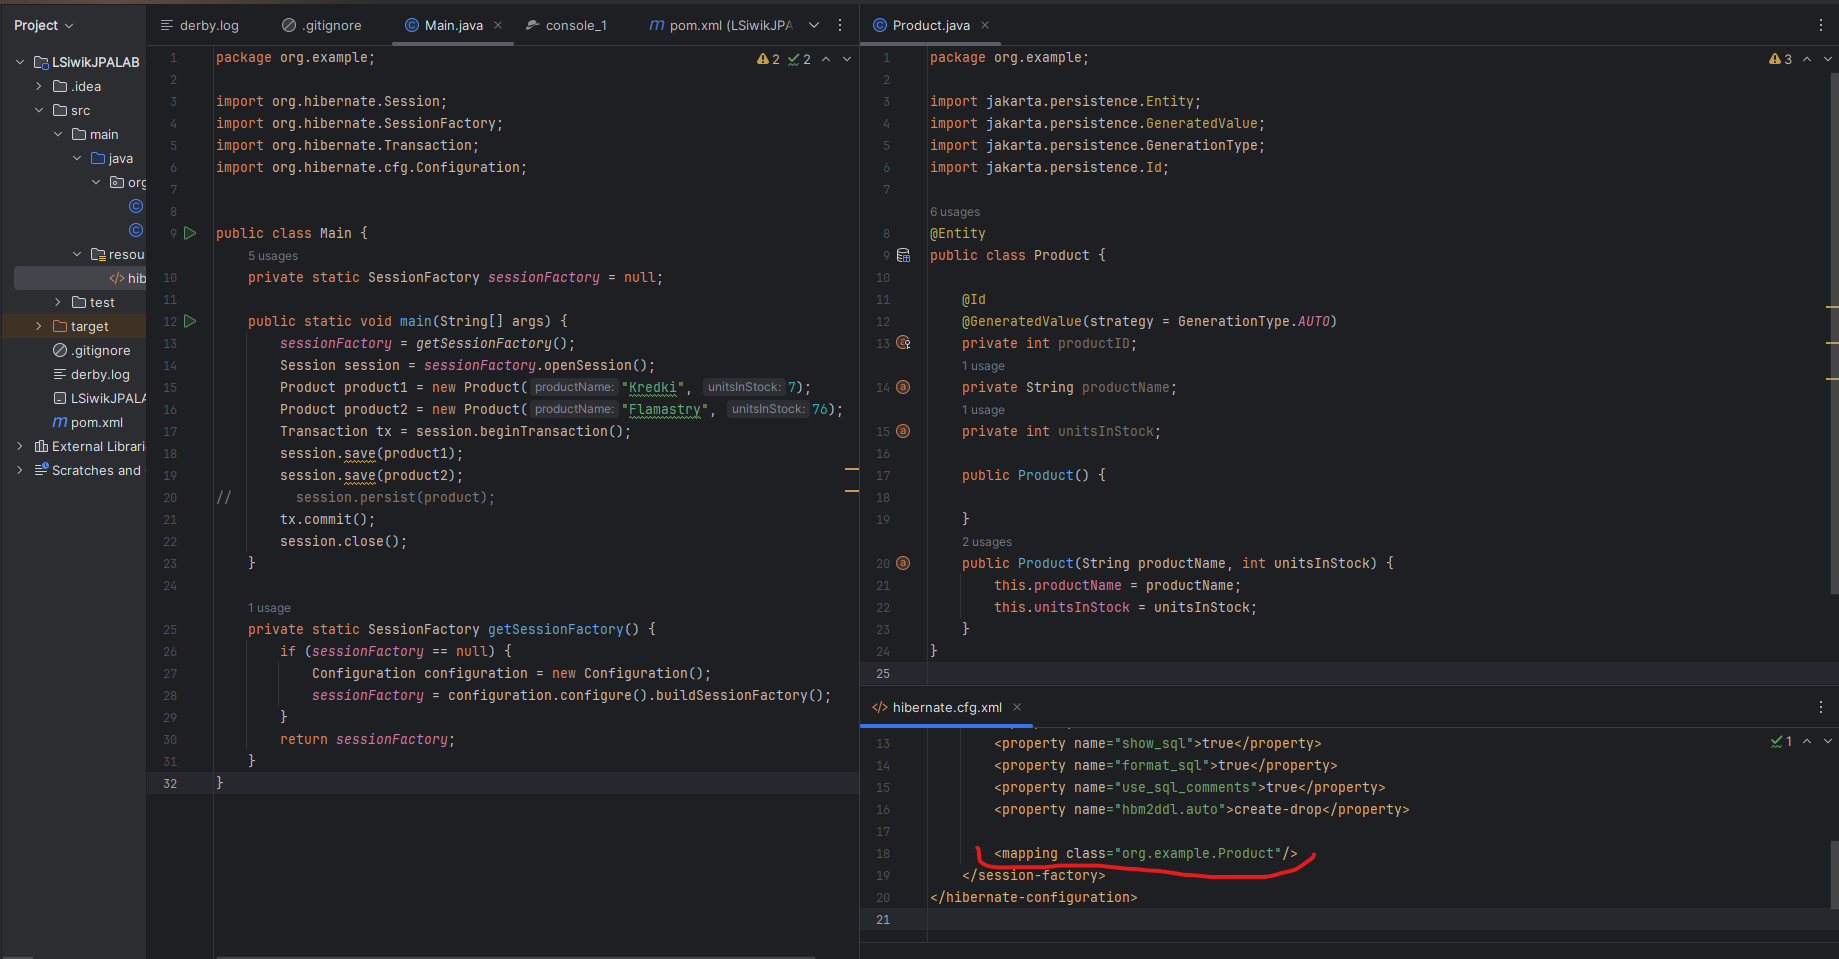 Project
derby.log
.gitignore
Main.java
console_1
pom.xml (LSiwikJPA
Product.java
LSiwikJPALAB
.idea
src
main
java
org
resou
hib
test
target
.gitignore
derby.log
LSiwikJPALA
pom.xml
External Librari
Scratches and
2 2
1 package org.example;
2
3 import org.hibernate.Session;
4 import org.hibernate.SessionFactory;
5 import org.hibernate.Transaction;
6 import org.hibernate.cfg.Configuration;
7
8
9 public class Main {
5 usages
10 private static SessionFactory sessionFactory = null;
11
12 public static void main(String[] args) {
13 sessionFactory = getSessionFactory();
14 Session session = sessionFactory.openSession();
15 Product product1 = new Product( productName: "Kredki", unitsInStock: 7);
16 Product product2 = new Product( productName: "Flamastry", unitsInStock: 76);
17 Transaction tx = session.beginTransaction();
18 session.save(product1);
19 session.save(product2);
20 // session.persist(product);
21 tx.commit();
22 session.close();
23 }
24
1 usage
25 private static SessionFactory getSessionFactory() {
26 if (sessionFactory == null) {
27 Configuration configuration = new Configuration();
28 sessionFactory = configuration.configure().buildSessionFactory();
29 }
30 return sessionFactory;
31 }
32 }
3
1 package org.example;
2
3 import jakarta.persistence.Entity;
4 import jakarta.persistence.GeneratedValue;
5 import jakarta.persistence.GenerationType;
6 import jakarta.persistence.Id;
7
6 usages
8 @Entity
9 public class Product {
10
11 @Id
12 @GeneratedValue(strategy = GenerationType.AUTO)
13 private int productID;
1 usage
14 private String productName;
1 usage
15 private int unitsInStock;
16
17 public Product() {
18
19 }
2 usages
20 public Product(String productName, int unitsInStock) {
21 this.productName = productName;
22 this.unitsInStock = unitsInStock;
23 }
24 }
25
hibernate.cfg.xml
1
13 <property name="show_sql">true</property>
14 <property name="format_sql">true</property>
15 <property name="use_sql_comments">true</property>
16 <property name="hbm2ddl.auto">create-drop</property>
17
18 <mapping class="org.example.Product"/>
19 </session-factory>
20 </hibernate-configuration>
21